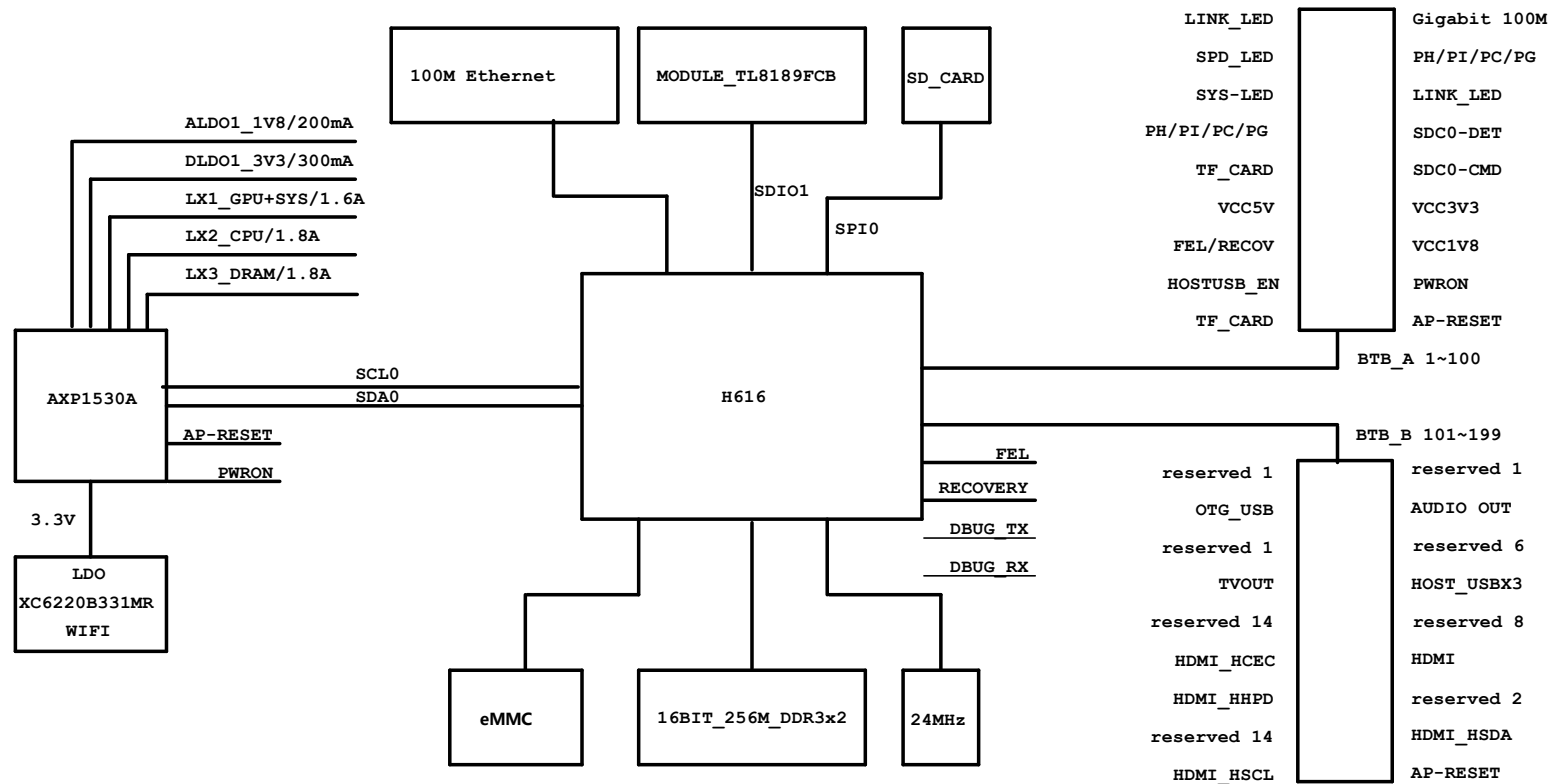 LINK_LED
Gigabit 100M
100M Ethernet
MODULE_TL8189FCB
SD_CARD
SPD_LED
PH/PI/PC/PG
SYS-LED
LINK_LED
ALDO1_1V8/200mA
PH/PI/PC/PG
SDC0-DET
DLDO1_3V3/300mA
TF_CARD
SDC0-CMD
LX1_GPU+SYS/1.6A
SDIO1
VCC5V
VCC3V3
LX2_CPU/1.8A
SPI0
FEL/RECOV
VCC1V8
LX3_DRAM/1.8A
HOSTUSB_EN
PWRON
TF_CARD
AP-RESET
BTB_A 1~100
SCL0
AXP1530A
SDA0
H616
AP-RESET
BTB_B 101~199
FEL
PWRON
reserved 1
reserved 1
RECOVERY
3.3V
OTG_USB
AUDIO OUT
DBUG_TX
reserved 1
reserved 6
DBUG_RX
LDO
XC6220B331MR
WIFI
TVOUT
HOST_USBX3
reserved 14
reserved 8
HDMI_HCEC
HDMI
HDMI_HHPD
reserved 2
eMMC
16BIT_256M_DDR3x2
24MHz
reserved 14
HDMI_HSDA
HDMI_HSCL
AP-RESET